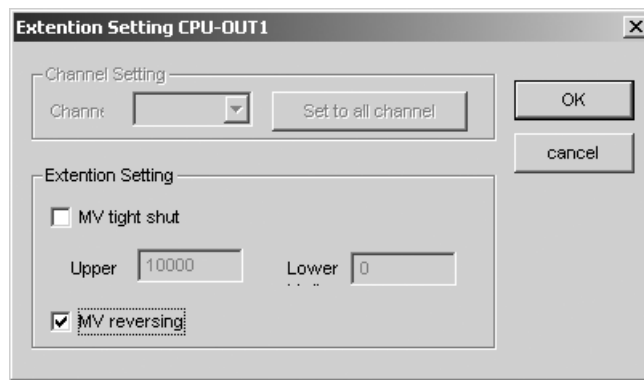 Extention Setting CPU-OUT1
Channel Setting
Channe
Set to all channel
OK
cancel
Extention Setting
MV tight shut
Upper 10000 Lower 0
MV reversing